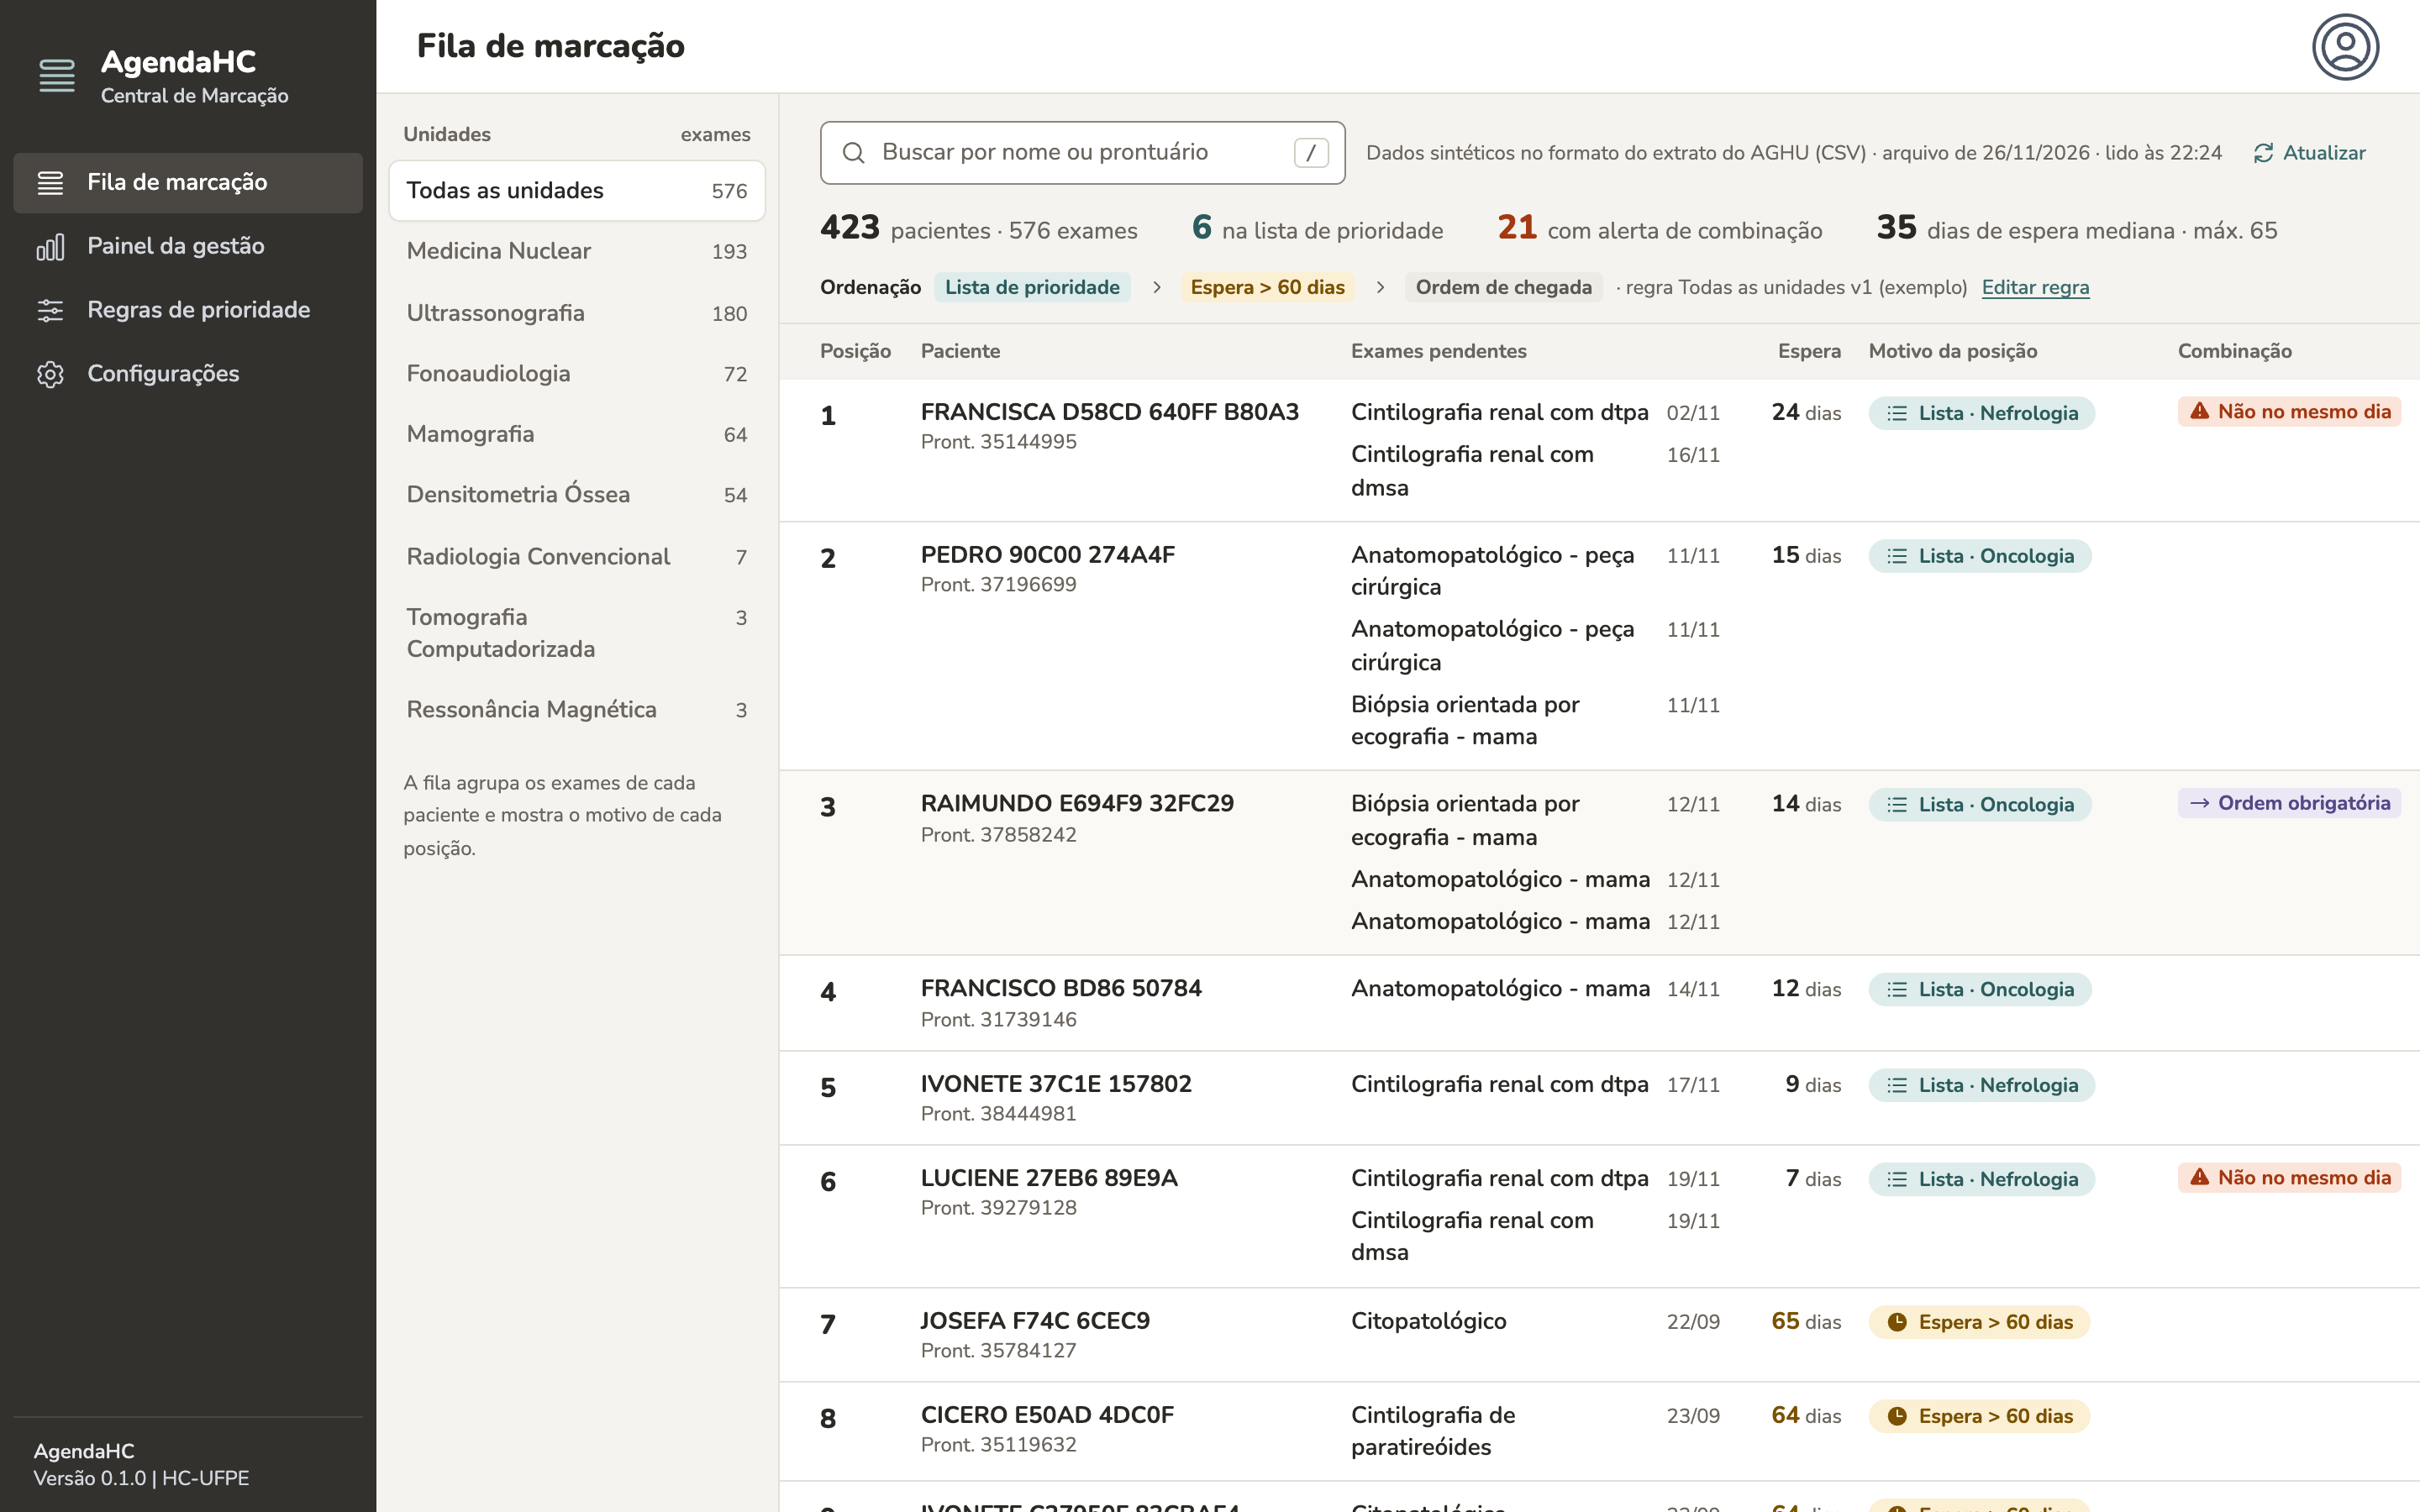 AgendaHC
Central de Marcação
Fila de marcação
Painel da gestão
Regras de prioridade
Configurações
AgendaHC
Versão 0.1.0 | HC-UFPE
Fila de marcação
Unidades exames
Todas as unidades 576
Medicina Nuclear 193
Ultrassonografia 180
Fonoaudiologia 72
Mamografia 64
Densitometria Óssea 54
Radiologia Convencional 7
Tomografia 3
Computadorizada
Ressonância Magnética 3
A fila agrupa os exames de cada
paciente e mostra o motivo de cada
posição.
Buscar por nome ou prontuário /
Dados sintéticos no formato do extrato do AGHU (CSV) · arquivo de 26/11/2026 · lido às 22:24 Atualizar
423 pacientes · 576 exames 6 na lista de prioridade 21 com alerta de combinação 35 dias de espera mediana · máx. 65
Ordenação Lista de prioridade > Espera > 60 dias > Ordem de chegada · regra Todas as unidades v1 (exemplo) Editar regra
Posição Paciente Exames pendentes Espera Motivo da posição Combinação
1 FRANCISCA D58CD 640FF B80A3 Cintilografia renal com dtpa 02/11 24 dias Lista · Nefrologia Não no mesmo dia
Pront. 35144995
Cintilografia renal com 16/11
dmsa
2 PEDRO 90C00 274A4F Anatomopatológico - peça 11/11 15 dias Lista · Oncologia
Pront. 37196699 cirúrgica
Anatomopatológico - peça 11/11
cirúrgica
Biópsia orientada por 11/11
ecografia - mama
3 RAIMUNDO E694F9 32FC29 Biópsia orientada por 12/11 14 dias Lista · Oncologia → Ordem obrigatória
Pront. 37858242 ecografia - mama
Anatomopatológico - mama 12/11
Anatomopatológico - mama 12/11
4 FRANCISCO BD86 50784 Anatomopatológico - mama 14/11 12 dias Lista · Oncologia
Pront. 31739146
5 IVONETE 37C1E 157802 Cintilografia renal com dtpa 17/11 9 dias Lista · Nefrologia
Pront. 38444981
6 LUCIENE 27EB6 89E9A Cintilografia renal com dtpa 19/11 7 dias Lista · Nefrologia Não no mesmo dia
Pront. 39279128
Cintilografia renal com 19/11
dmsa
7 JOSEFA F74C 6CEC9 Citopatológico 22/09 65 dias Espera > 60 dias
Pront. 35784127
8 CICERO E50AD 4DC0F Cintilografia de 23/09 64 dias Espera > 60 dias
Pront. 35119632 paratireóides